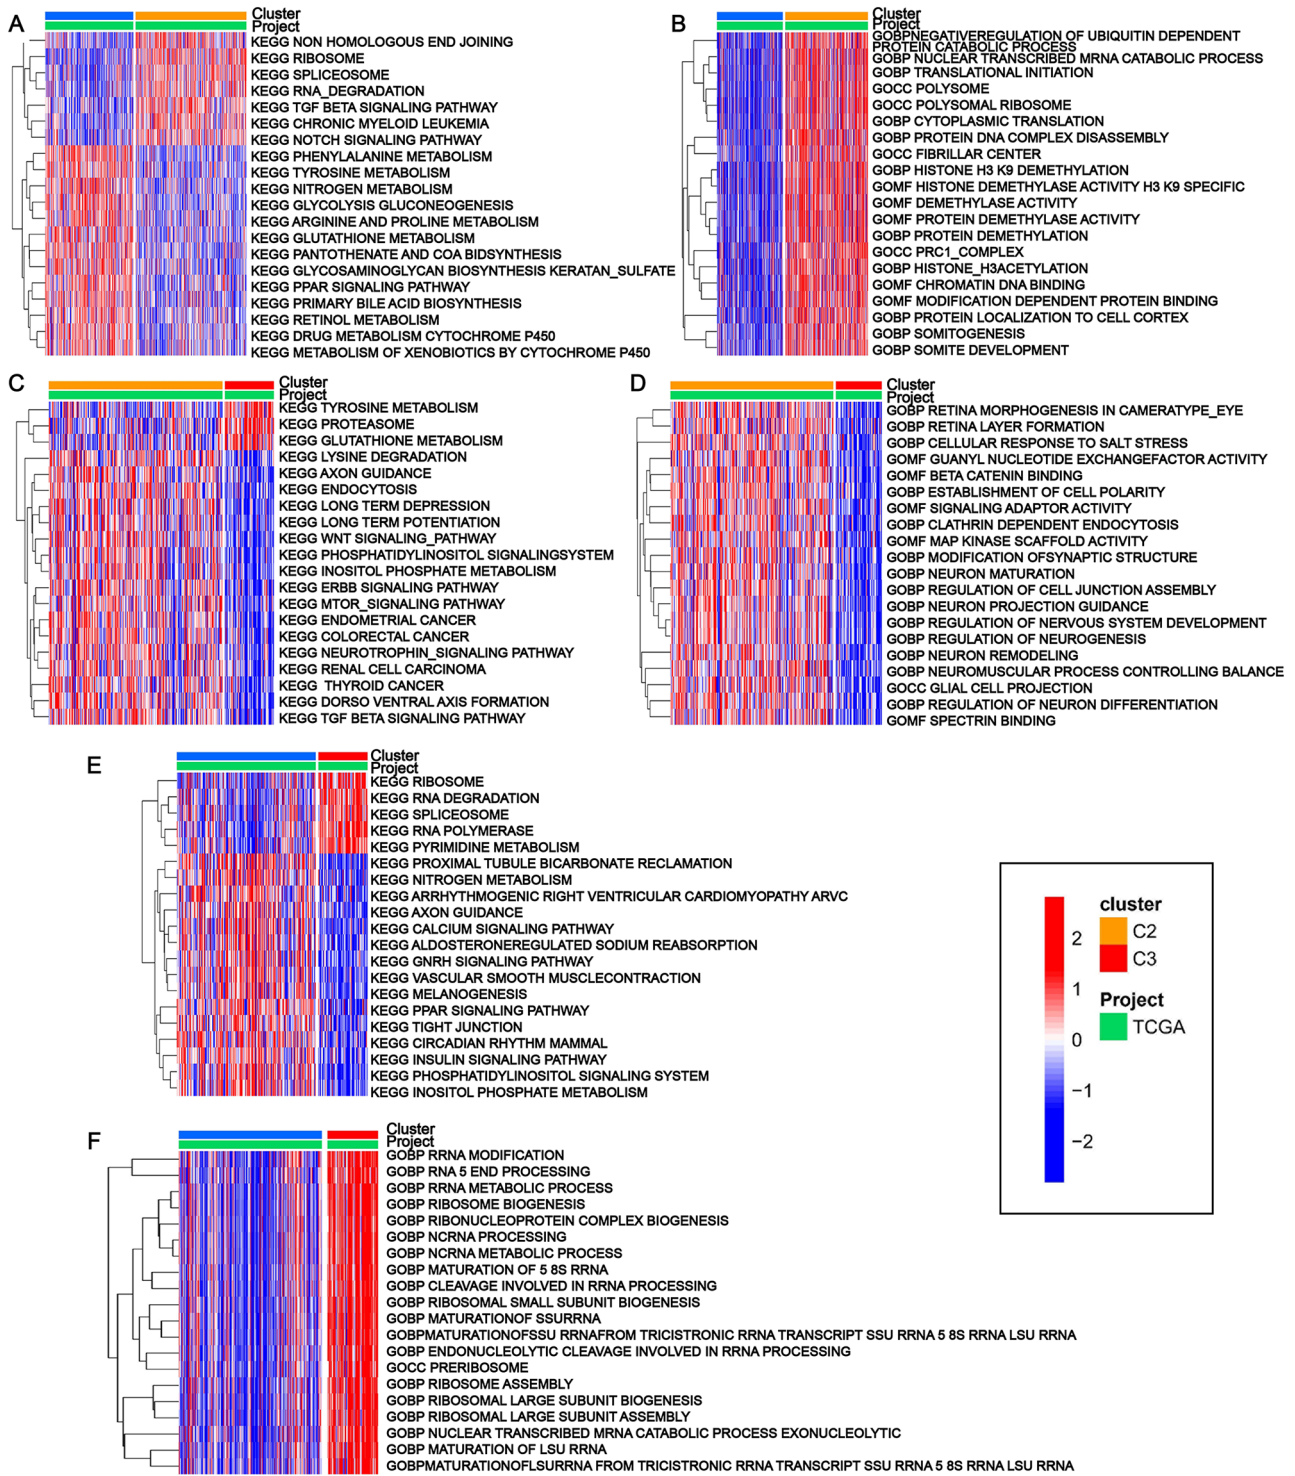 A
Cluster
Project
KEGG NON HOMOLOGOUS END JOINING
KEGG RIBOSOME
KEGG SPLICEOSOME
KEGG RNA_DEGRADATION
KEGG TGF BETA SIGNALING PATHWAY
KEGG CHRONIC MYELOID LEUKEMIA
KEGG NOTCH SIGNALING PATHWAY
KEGG PHENYLALANINE METABOLISM
KEGG TYROSINE METABOLISM
KEGG NITROGEN METABOLISM
KEGG GLYCOLYSIS GLUCONEOGENESIS
KEGG ARGININE AND PROLINE METABOLISM
KEGG GLUTATHIONE METABOLISM
KEGG PANTOTHENATE AND COA BIDSYNTHESIS
KEGG GLYCOSAMINOGLYCAN BIOSYNTHESIS KERATAN_SULFATE
KEGG PPAR SIGNALING PATHWAY
KEGG PRIMARY BILE ACID BIOSYNTHESIS
KEGG RETINOL METABOLISM
KEGG DRUG METABOLISM CYTOCHROME P450
KEGG METABOLISM OF XENOBIOTICS BY CYTOCHROME P450
B
Cluster
Project
GOBPNEGATIVEREGULATION OF UBIQUITIN DEPENDENT
PROTEIN CATABOLIC PROCESS
GOBP NUCLEAR TRANSCRIBED MRNA CATABOLIC PROCESS
GOBP TRANSLATIONAL INITIATION
GOCC POLYSOME
GOCC POLYSOMAL RIBOSOME
GOBP CYTOPLASMIC TRANSLATION
GOBP PROTEIN DNA COMPLEX DISASSEMBLY
GOCC FIBRILLAR CENTER
GOBP HISTONE H3 K9 DEMETHYLATION
GOMF HISTONE DEMETHYLASE ACTIVITY H3 K9 SPECIFIC
GOMF DEMETHYLASE ACTIVITY
GOMF PROTEIN DEMETHYLASE ACTIVITY
GOBP PROTEIN DEMETHYLATION
GOCC PRC1_COMPLEX
GOBP HISTONE_H3ACETYLATION
GOMF CHROMATIN DNA BINDING
GOMF MODIFICATION DEPENDENT PROTEIN BINDING
GOBP PROTEIN LOCALIZATION TO CELL CORTEX
GOBP SOMITOGENESIS
GOBP SOMITE DEVELOPMENT
C
Cluster
Project
KEGG TYROSINE METABOLISM
KEGG PROTEASOME
KEGG GLUTATHIONE METABOLISM
KEGG LYSINE DEGRADATION
KEGG AXON GUIDANCE
KEGG ENDOCYTOSIS
KEGG LONG TERM DEPRESSION
KEGG LONG TERM POTENTIATION
KEGG WNT SIGNALING_PATHWAY
KEGG PHOSPHATIDYLINOSITOL SIGNALINGSYSTEM
KEGG INOSITOL PHOSPHATE METABOLISM
KEGG ERBB SIGNALING PATHWAY
KEGG MTOR_SIGNALING PATHWAY
KEGG ENDOMETRIAL CANCER
KEGG COLORECTAL CANCER
KEGG NEUROTROPHIN_SIGNALING PATHWAY
KEGG RENAL CELL CARCINOMA
KEGG THYROID CANCER
KEGG DORSO VENTRAL AXIS FORMATION
KEGG TGF BETA SIGNALING PATHWAY
D
Cluster
Project
GOBP RETINA MORPHOGENESIS IN CAMERATYPE_EYE
GOBP RETINA LAYER FORMATION
GOBP CELLULAR RESPONSE TO SALT STRESS
GOMF GUANYL NUCLEOTIDE EXCHANGEFACTOR ACTIVITY
GOMF BETA CATENIN BINDING
GOBP ESTABLISHMENT OF CELL POLARITY
GOMF SIGNALING ADAPTOR ACTIVITY
GOBP CLATHRIN DEPENDENT ENDOCYTOSIS
GOMF MAP KINASE SCAFFOLD ACTIVITY
GOBP MODIFICATION OFSYNAPTIC STRUCTURE
GOBP NEURON MATURATION
GOBP REGULATION OF CELL JUNCTION ASSEMBLY
GOBP NEURON PROJECTION GUIDANCE
GOBP REGULATION OF NERVOUS SYSTEM DEVELOPMENT
GOBP REGULATION OF NEUROGENESIS
GOBP NEURON REMODELING
GOBP NEUROMUSCULAR PROCESS CONTROLLING BALANCE
GOCC GLIAL CELL PROJECTION
GOBP REGULATION OF NEURON DIFFERENTIATION
GOMF SPECTRIN BINDING
E
Cluster
Project
KEGG RIBOSOME
KEGG RNA DEGRADATION
KEGG SPLICEOSOME
KEGG RNA POLYMERASE
KEGG PYRIMIDINE METABOLISM
KEGG PROXIMAL TUBULE BICARBONATE RECLAMATION
KEGG NITROGEN METABOLISM
KEGG ARRHYTHMOGENIC RIGHT VENTRICULAR CARDIOMYOPATHY ARVC
KEGG AXON GUIDANCE
KEGG CALCIUM SIGNALING PATHWAY
KEGG ALDOSTERONEREGULATED SODIUM REABSORPTION
KEGG GNRH SIGNALING PATHWAY
KEGG VASCULAR SMOOTH MUSCLECONTRACTION
KEGG MELANOGENESIS
KEGG PPAR SIGNALING PATHWAY
KEGG TIGHT JUNCTION
KEGG CIRCADIAN RHYTHM MAMMAL
KEGG INSULIN SIGNALING PATHWAY
KEGG PHOSPHATIDYLINOSITOL SIGNALING SYSTEM
KEGG INOSITOL PHOSPHATE METABOLISM
2
1
0
−1
−2
cluster
C2
C3
Project
TCGA
F
Cluster
Project
GOBP RRNA MODIFICATION
GOBP RNA 5 END PROCESSING
GOBP RRNA METABOLIC PROCESS
GOBP RIBOSOME BIOGENESIS
GOBP RIBONUCLEOPROTEIN COMPLEX BIOGENESIS
GOBP NCRNA PROCESSING
GOBP NCRNA METABOLIC PROCESS
GOBP MATURATION OF 5 8S RRNA
GOBP CLEAVAGE INVOLVED IN RRNA PROCESSING
GOBP RIBOSOMAL SMALL SUBUNIT BIOGENESIS
GOBP MATURATIONOF SSURRNA
GOBPMATURATIONOFSSU RRNAFROM TRICISTRONIC RRNA TRANSCRIPT SSU RRNA 5 8S RRNA LSU RRNA
GOBP ENDONUCLEOLYTIC CLEAVAGE INVOLVED IN RRNA PROCESSING
GOCC PRERIBOSOME
GOBP RIBOSOME ASSEMBLY
GOBP RIBOSOMAL LARGE SUBUNIT BIOGENESIS
GOBP RIBOSOMAL LARGE SUBUNIT ASSEMBLY
GOBP NUCLEAR TRANSCRIBED MRNA CATABOLIC PROCESS EXONUCLEOLYTIC
GOBP MATURATION OF LSU RRNA
GOBPMATURATIONOFLSURRNA FROM TRICISTRONIC RRNA TRANSCRIPT SSU RRNA 5 8S RRNA LSU RRNA